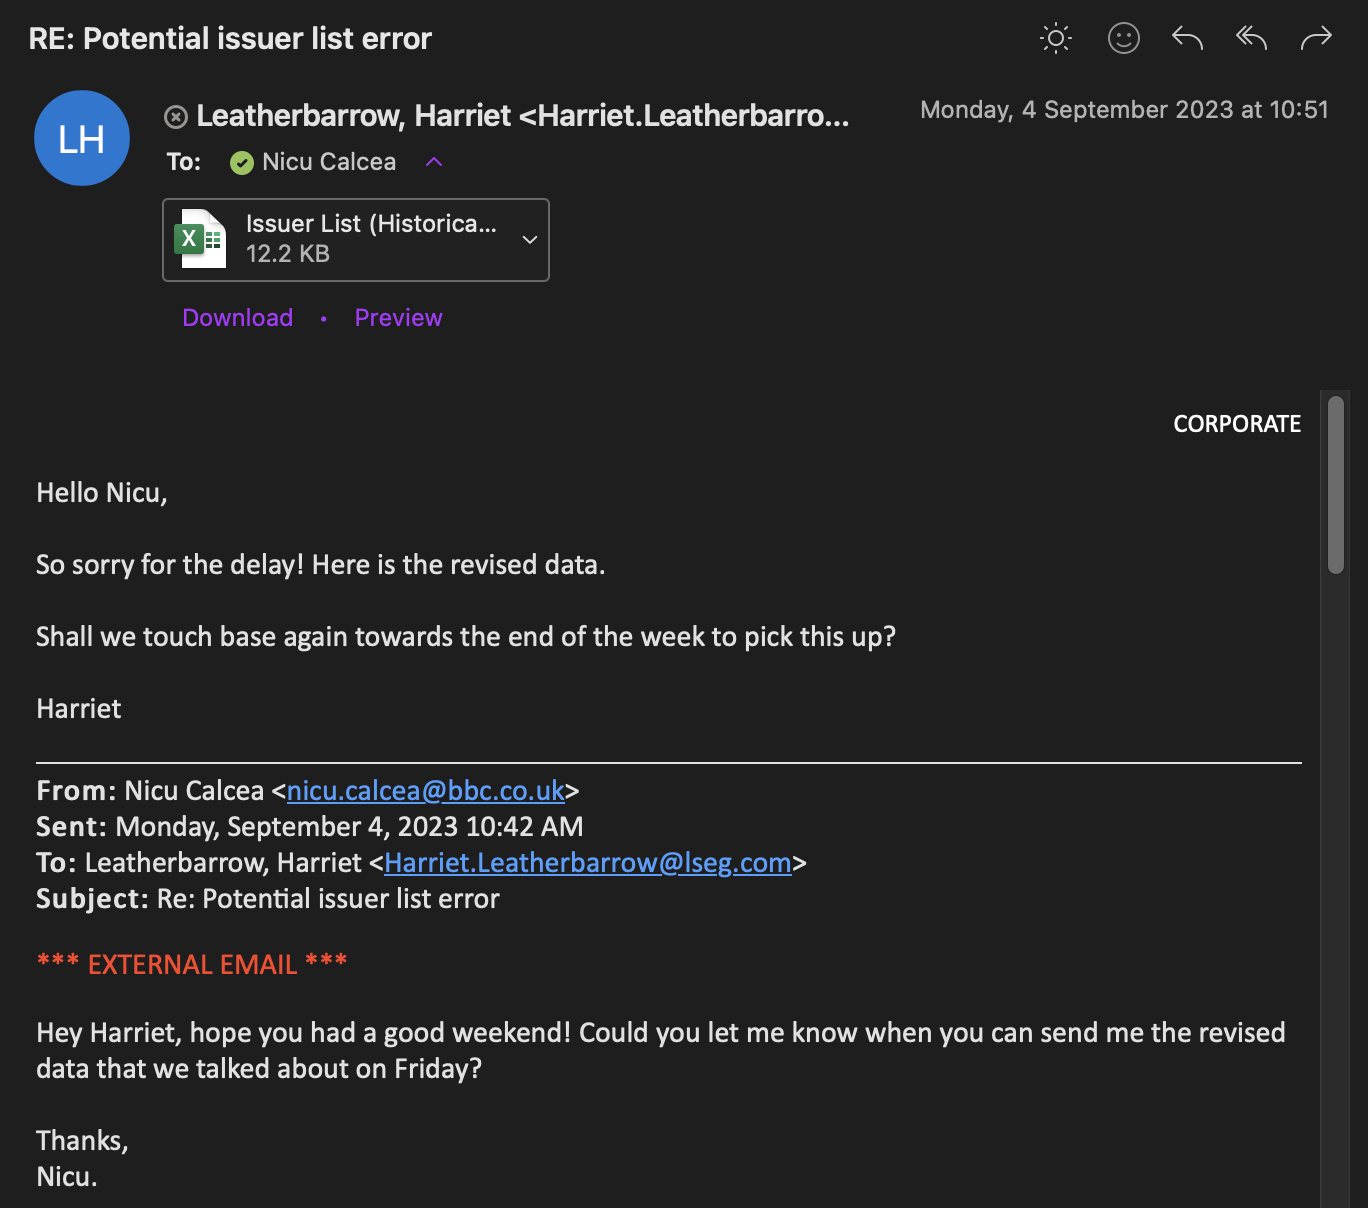 RE: Potential issuer list error
LH
Leatherbarrow, Harriet <Harriet.Leatherbarro...
Monday, 4 September 2023 at 10:51
To: Nicu Calcea
X
Issuer List (Historica...
12.2 KB
Download • Preview
CORPORATE
Hello Nicu,
So sorry for the delay! Here is the revised data.
Shall we touch base again towards the end of the week to pick this up?
Harriet
From: Nicu Calcea <nicu.calcea@bbc.co.uk>
Sent: Monday, September 4, 2023 10:42 AM
To: Leatherbarrow, Harriet <Harriet.Leatherbarrow@lseg.com>
Subject: Re: Potential issuer list error
*** EXTERNAL EMAIL ***
Hey Harriet, hope you had a good weekend! Could you let me know when you can send me the revised
data that we talked about on Friday?
Thanks,
Nicu.